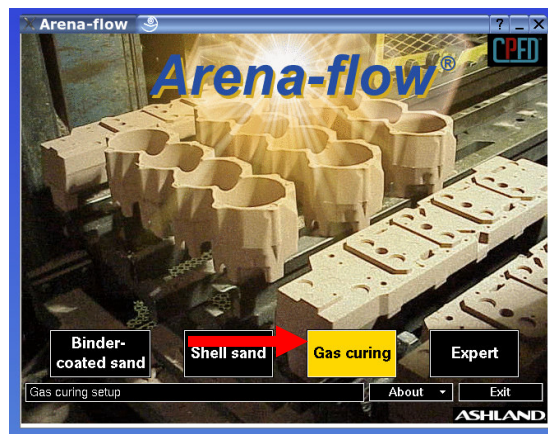 Arena-flow
? _ X
CPFD
Arena-flow®
Binder-
coated sand
Shell sand
Gas curing
Expert
Gas curing setup
About
Exit
ASHLAND